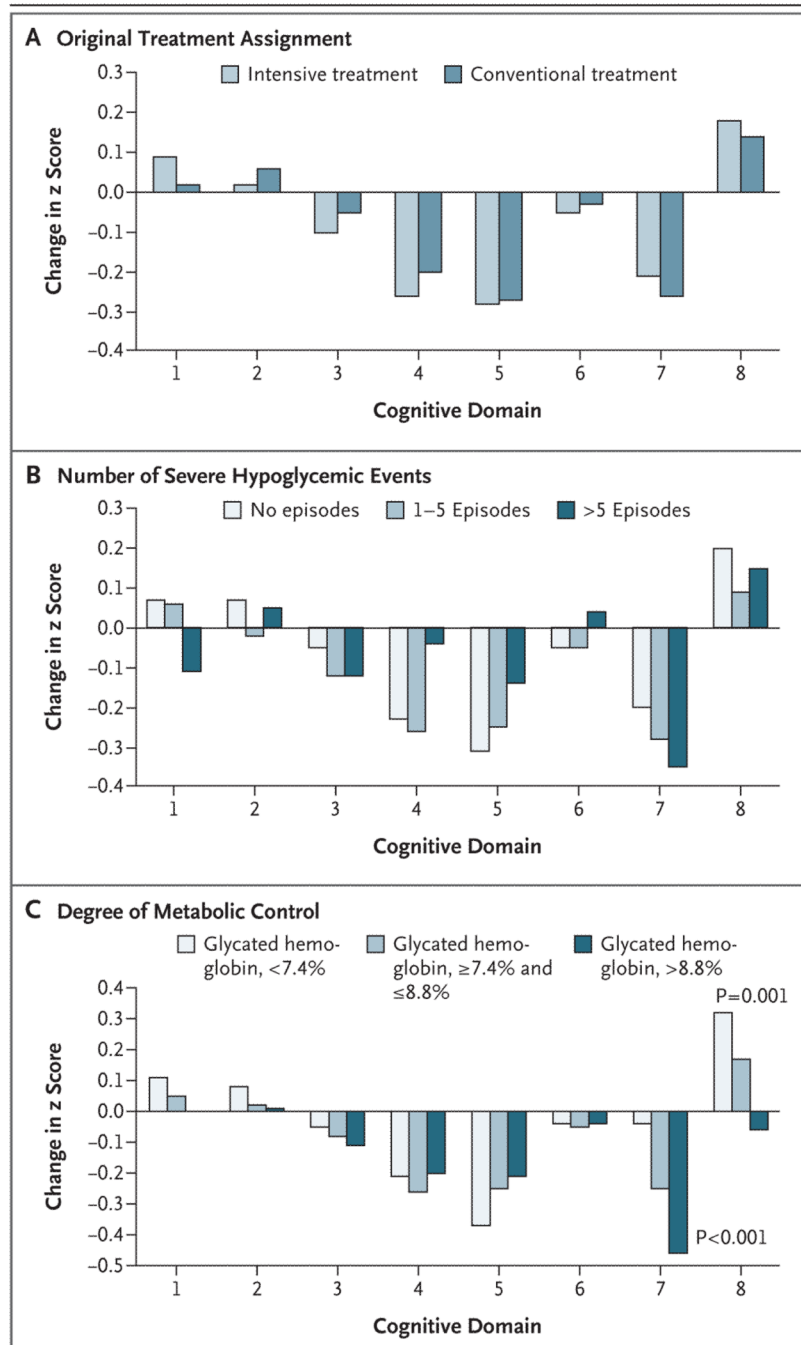 A Original Treatment Assignment
Intensive treatment Conventional treatment
Change in z Score
0.3
0.2
0.1
0.0
–0.1
–0.2
–0.3
–0.4
1 2 3 4 5 6 7 8
Cognitive Domain
B Number of Severe Hypoglycemic Events
No episodes 1–5 Episodes >5 Episodes
Change in z Score
0.3
0.2
0.1
0.0
–0.1
–0.2
–0.3
–0.4
1 2 3 4 5 6 7 8
Cognitive Domain
C Degree of Metabolic Control
Glycated hemo-
globin, <7.4%
Glycated hemo-
globin, ≥7.4% and
≤8.8%
Glycated hemo-
globin, >8.8%
Change in z Score
0.4
0.3
0.2
0.1
0.0
–0.1
–0.2
–0.3
–0.4
–0.5
P=0.001
P<0.001
1 2 3 4 5 6 7 8
Cognitive Domain